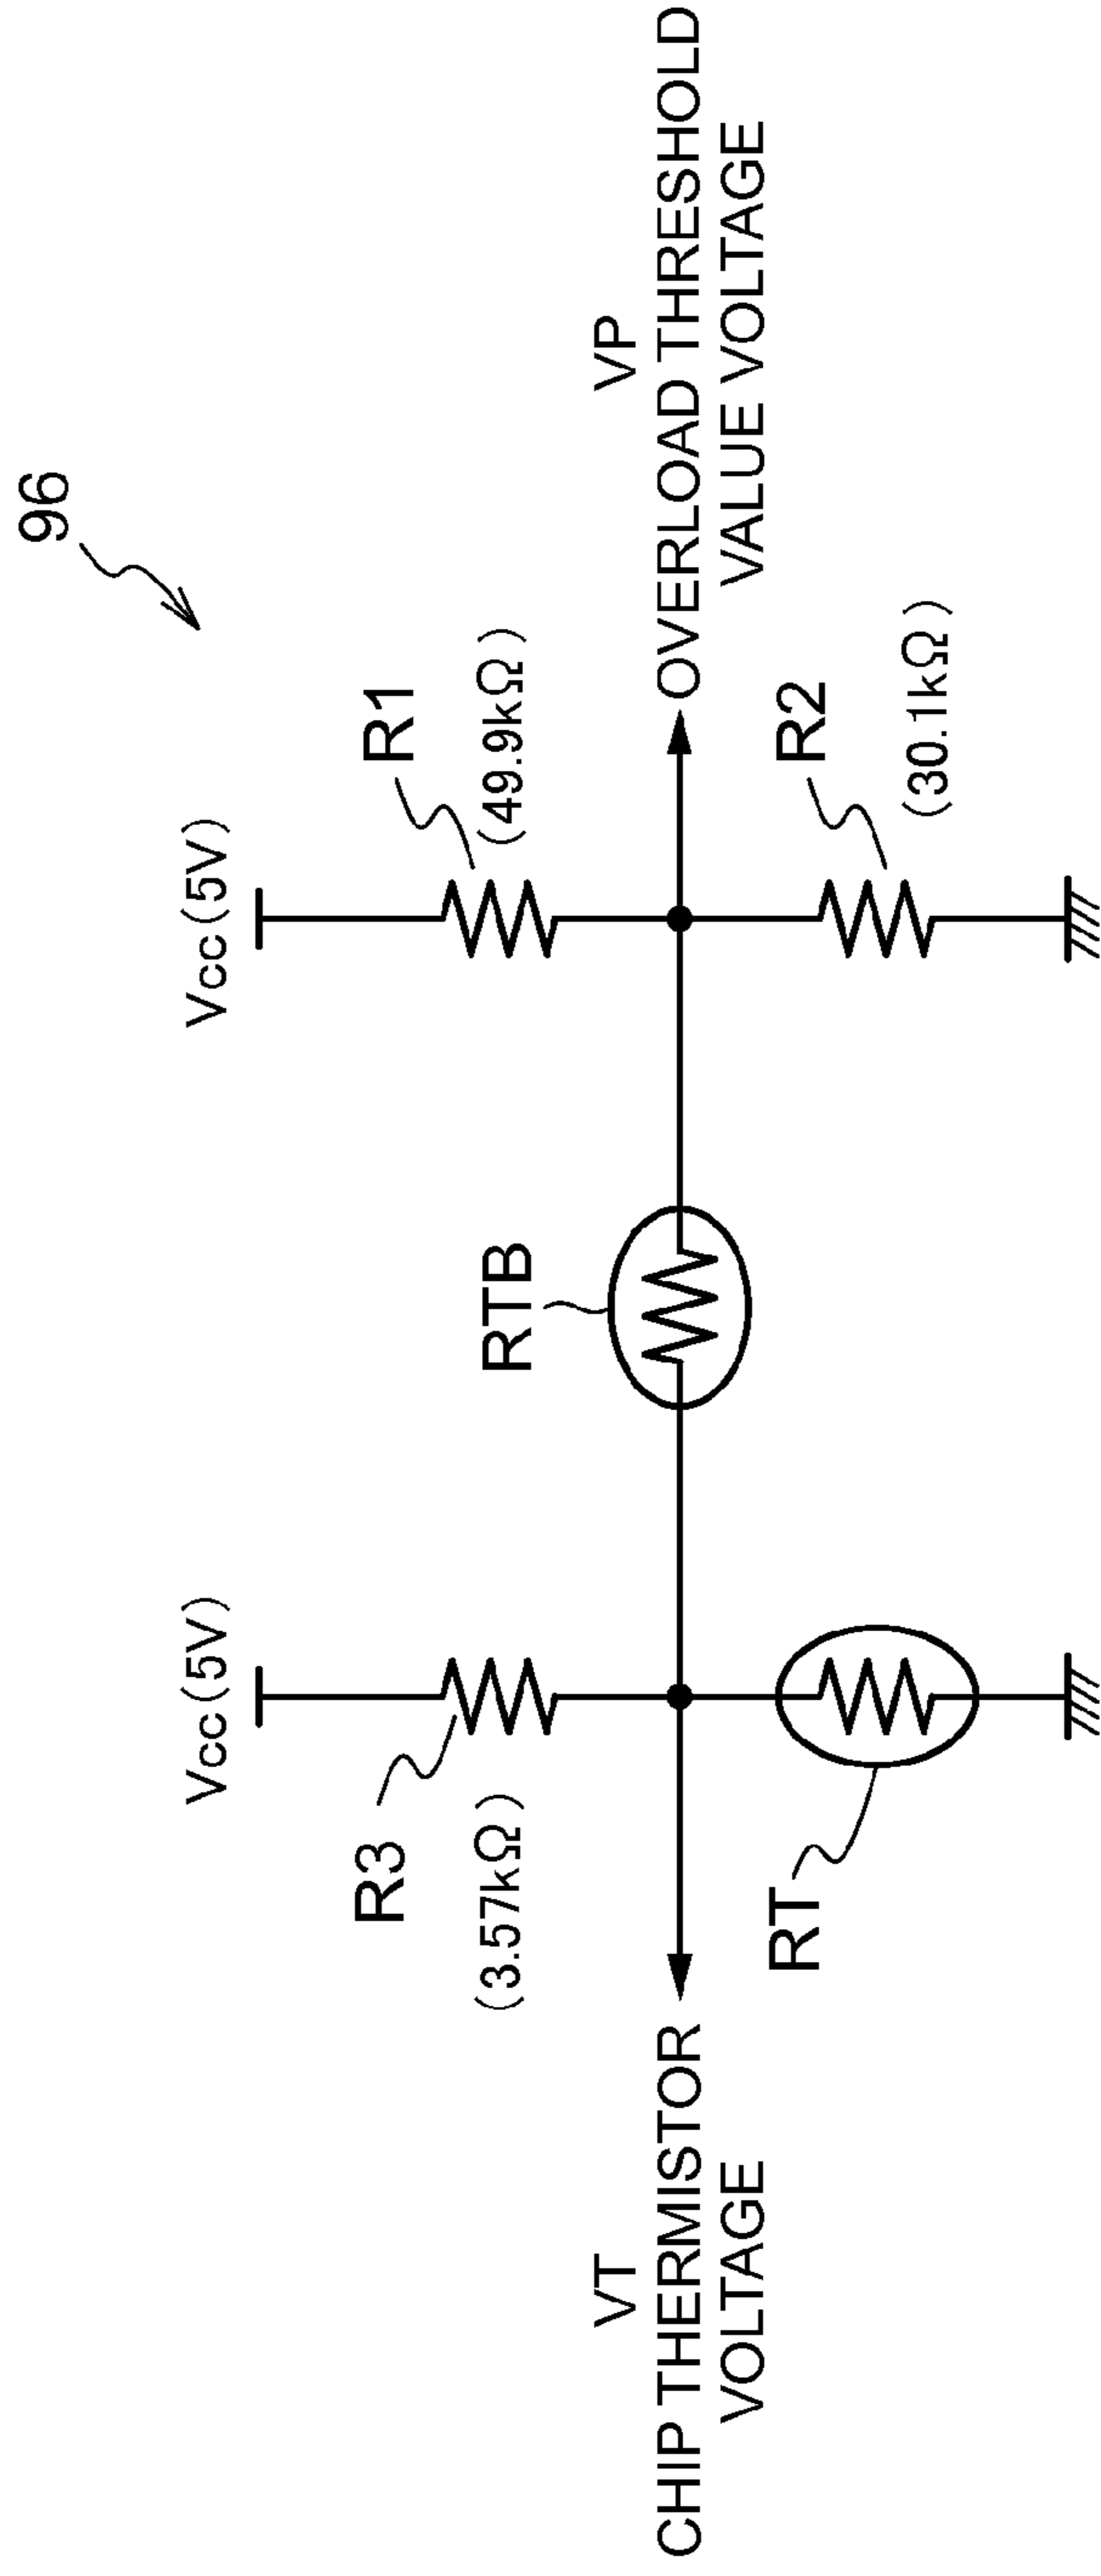 96
Vcc(5V)
Vcc(5V)
R3
(3.57kΩ)
R1
(49.9kΩ)
RTB
VT
CHIP THERMISTOR
VOLTAGE
VP
OVERLOAD THRESHOLD
VALUE VOLTAGE
RT
R2
(30.1kΩ)